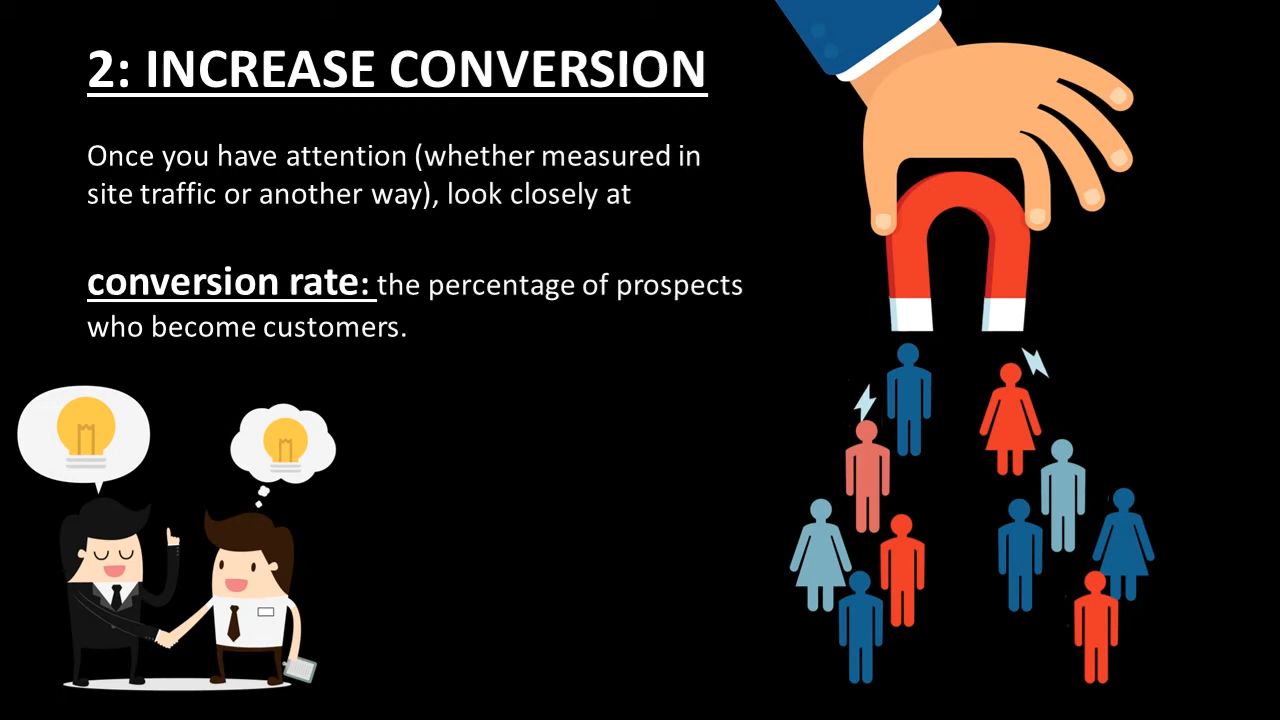 2: INCREASE CONVERSION
Once you have attention (whether measured in
site traffic or another way), look closely at
conversion rate: the percentage of prospects
who become customers.